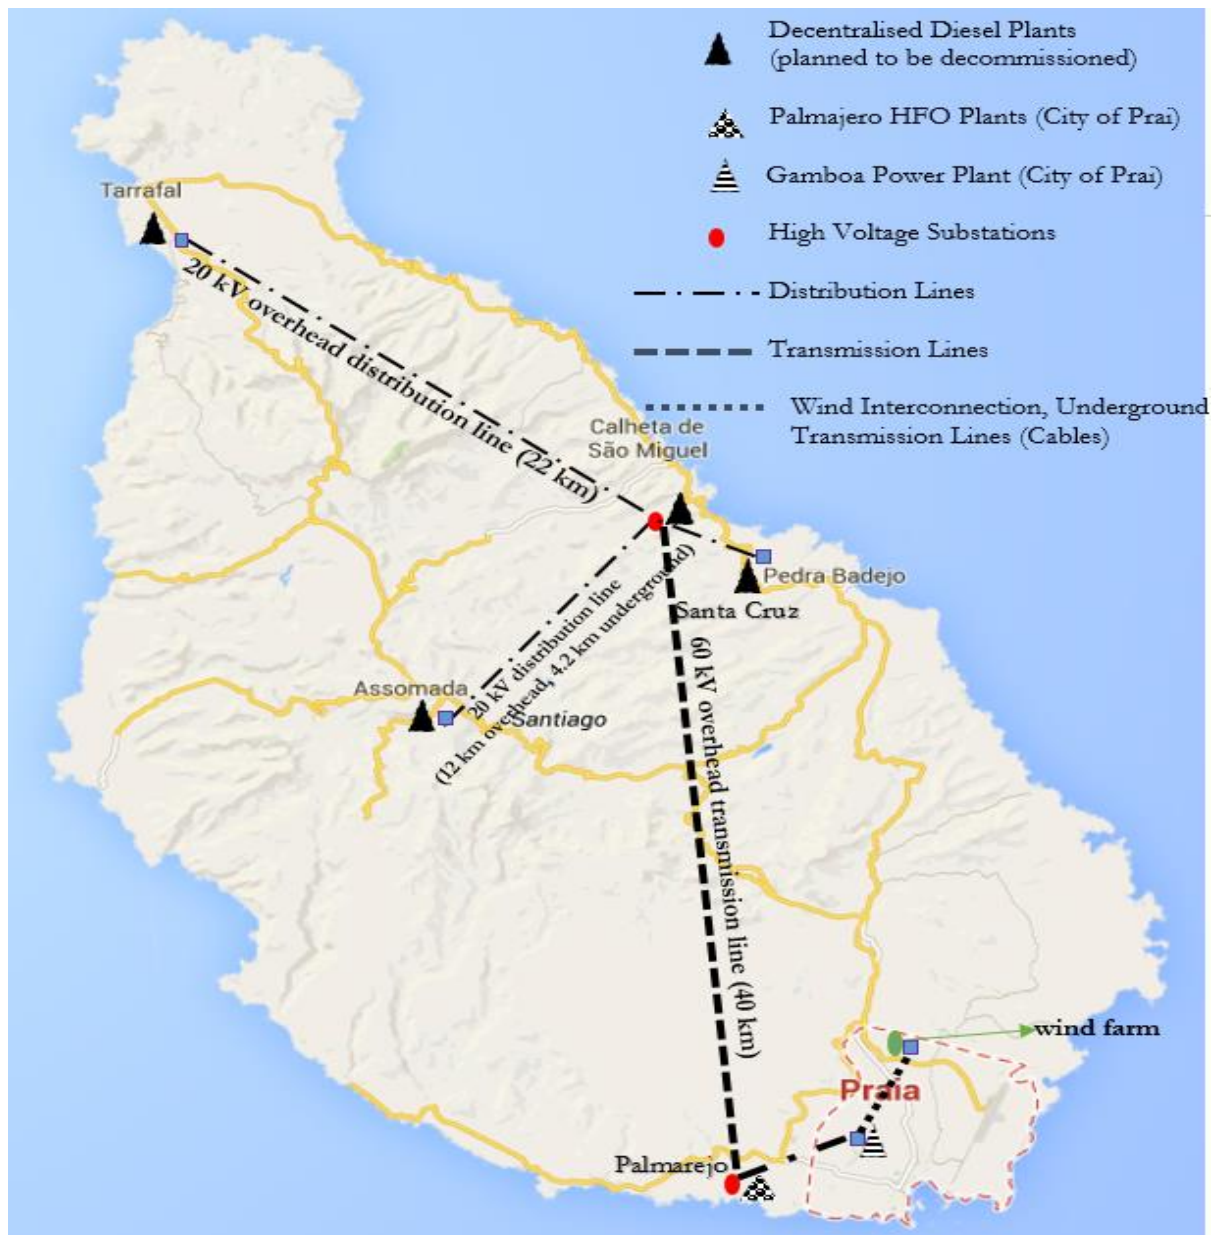 Decentralised Diesel Plants
(planned to be decommissioned)
Palmajero HFO Plants (City of Prai)
Gamboa Power Plant (City of Prai)
High Voltage Substations
Distribution Lines
Transmission Lines
Wind Interconnection, Underground
Transmission Lines (Cables)
Tarrafal
20 kV overhead distribution line (22 km)
Calheta de
São Miguel
Pedra Badejo
Santa Cruz
20 kV distribution line
(12 km overhead, 4.2 km underground)
Assomada
Santiago
60 kV overhead transmission line (40 km)
wind farm
Praia
Palmarejo